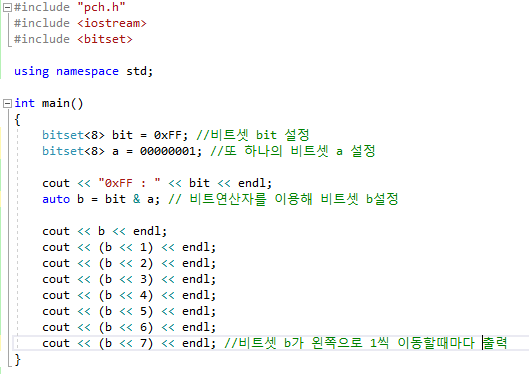 #include "pch.h"
#include <iostream>
#include <bitset>
using namespace std;
int main()
{
bitset<8> bit = 0xFF; //비트셋 bit 설정
bitset<8> a = 00000001; //또 하나의 비트셋 a 설정
cout << "0xFF : " << bit << endl;
auto b = bit & a; // 비트연산자를 이용해 비트셋 b설정
cout << b << endl;
cout << (b << 1) << endl;
cout << (b << 2) << endl;
cout << (b << 3) << endl;
cout << (b << 4) << endl;
cout << (b << 5) << endl;
cout << (b << 6) << endl;
cout << (b << 7) << endl; //비트셋 b가 왼쪽으로 1씩 이동할때마다 출력
}